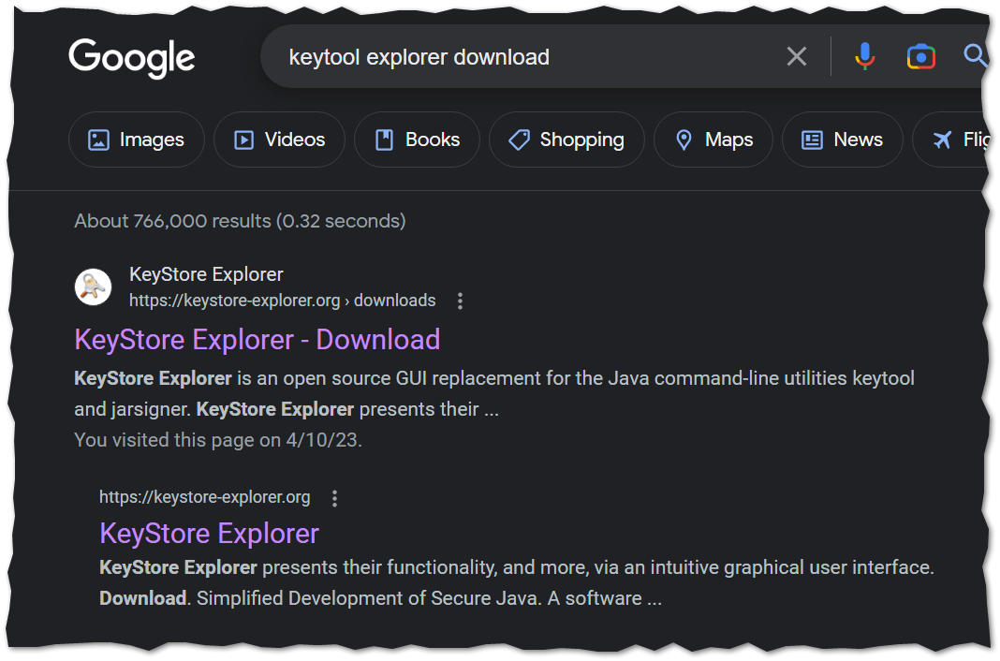 Google
keytool explorer download
Images
Videos
Books
Shopping
Maps
News
About 766,000 results (0.32 seconds)
KeyStore Explorer
https://keystore-explorer.org › downloads
KeyStore Explorer - Download
KeyStore Explorer is an open source GUI replacement for the Java command-line utilities keytool
and jarsigner. KeyStore Explorer presents their ...
You visited this page on 4/10/23.
https://keystore-explorer.org
KeyStore Explorer
KeyStore Explorer presents their functionality, and more, via an intuitive graphical user interface.
Download. Simplified Development of Secure Java. A software ...